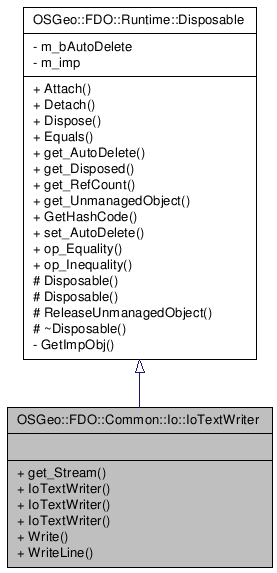 OSGeo::FDO::Runtime::Disposable
- m_bAutoDelete
- m_imp
+ Attach()
+ Detach()
+ Dispose()
+ Equals()
+ get_AutoDelete()
+ get_Disposed()
+ get_RefCount()
+ get_UnmanagedObject()
+ GetHashCode()
+ set_AutoDelete()
+ op_Equality()
+ op_Inequality()
# Disposable()
# Disposable()
# ReleaseUnmanagedObject()
# ~Disposable()
- GetImpObj()
OSGeo::FDO::Common::Io::IoTextWriter
+ get_Stream()
+ IoTextWriter()
+ IoTextWriter()
+ IoTextWriter()
+ Write()
+ WriteLine()